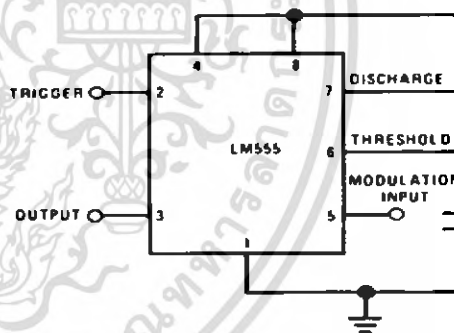 4 8
TRIGGER 2 7 DISCHARGE
LM555 6 THRESHOLD
MODULATION
INPUT
OUTPUT 3 5
1